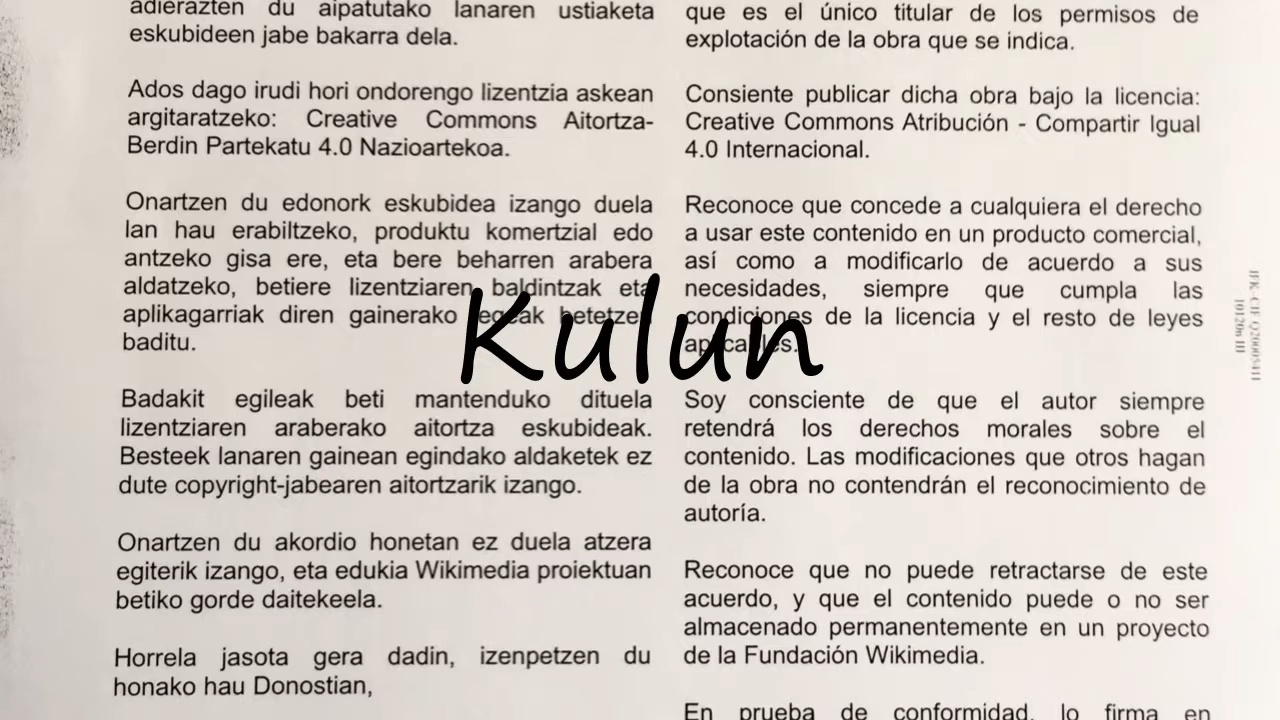 adierazten du aipatutako lanaren ustiaketa
eskubideen jabe bakarra dela.
Ados dago irudi hori ondorengo lizentzia askean
argitaratzeko: Creative Commons Aitortza-
Berdin Partekatu 4.0 Nazioartekoa.
Onartzen du edonork eskubidea izango duela
lan hau erabiltzeko, produktu komertzial edo
antzeko gisa ere, eta bere beharren arabera
aldatzeko, betiere lizentziaren baldintzak eta
aplikagarriak diren gainerako legeak betetzen
baditu.
Badakit egileak beti mantenduko dituela
lizentziaren araberako aitortza eskubideak.
Besteek lanaren gainean egindako aldaketek ez
dute copyright-jabearen aitortzarik izango.
Onartzen du akordio honetan ez duela atzera
egiterik izango, eta edukia Wikimedia proiektuan
betiko gorde daitekeela.
Horrela jasota gera dadin, izenpetzen du
honako hau Donostian,
que es el único titular de los permisos de
explotación de la obra que se indica.
Consiente publicar dicha obra bajo la licencia:
Creative Commons Atribución - Compartir Igual
4.0 Internacional.
Reconoce que concede a cualquiera el derecho
a usar este contenido en un producto comercial,
así como a modificarlo de acuerdo a sus
necesidades, siempre que cumpla las
condiciones de la licencia y el resto de leyes
aplicables.
Soy consciente de que el autor siempre
retendrá los derechos morales sobre el
contenido. Las modificaciones que otros hagan
de la obra no contendrán el reconocimiento de
autoría.
Reconoce que no puede retractarse de este
acuerdo, y que el contenido puede o no ser
almacenado permanentemente en un proyecto
de la Fundación Wikimedia.
En prueba de conformidad, lo firma en
Kulun